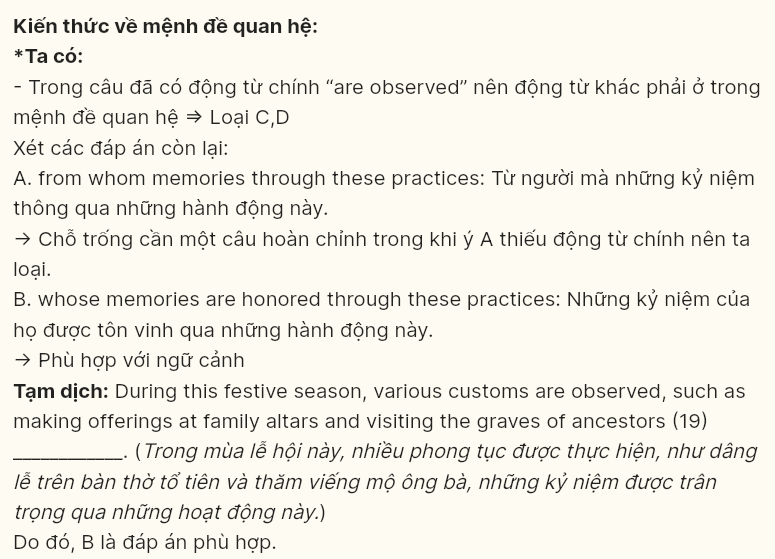 Kiến thức về mệnh đề quan hệ:
*Ta có:
- Trong câu đã có động từ chính “are observed” nên động từ khác phải ở trong
mệnh đề quan hệ ⇒ Loại C,D
Xét các đáp án còn lại:
A. from whom memories through these practices: Từ người mà những kỷ niệm
thông qua những hành động này.
→ Chỗ trống cần một câu hoàn chỉnh trong khi ý A thiếu động từ chính nên ta
loại.
B. whose memories are honored through these practices: Những kỷ niệm của
họ được tôn vinh qua những hành động này.
→ Phù hợp với ngữ cảnh
Tạm dịch: During this festive season, various customs are observed, such as
making offerings at family altars and visiting the graves of ancestors (19)
____________. (Trong mùa lễ hội này, nhiều phong tục được thực hiện, như dâng
lễ trên bàn thờ tổ tiên và thăm viếng mộ ông bà, những kỷ niệm được trân
trọng qua những hoạt động này.)
Do đó, B là đáp án phù hợp.